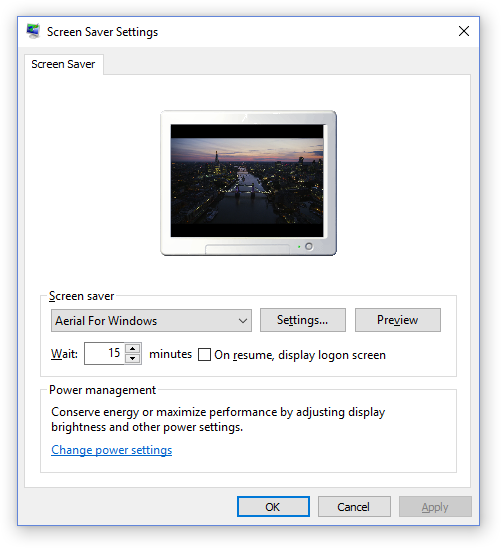 Screen Saver Settings
Screen Saver
Screen saver
Aerial For Windows
Settings...
Preview
Wait: 15 minutes
On resume, display logon screen
Power management
Conserve energy or maximize performance by adjusting display
brightness and other power settings.
Change power settings
OK
Cancel
Apply